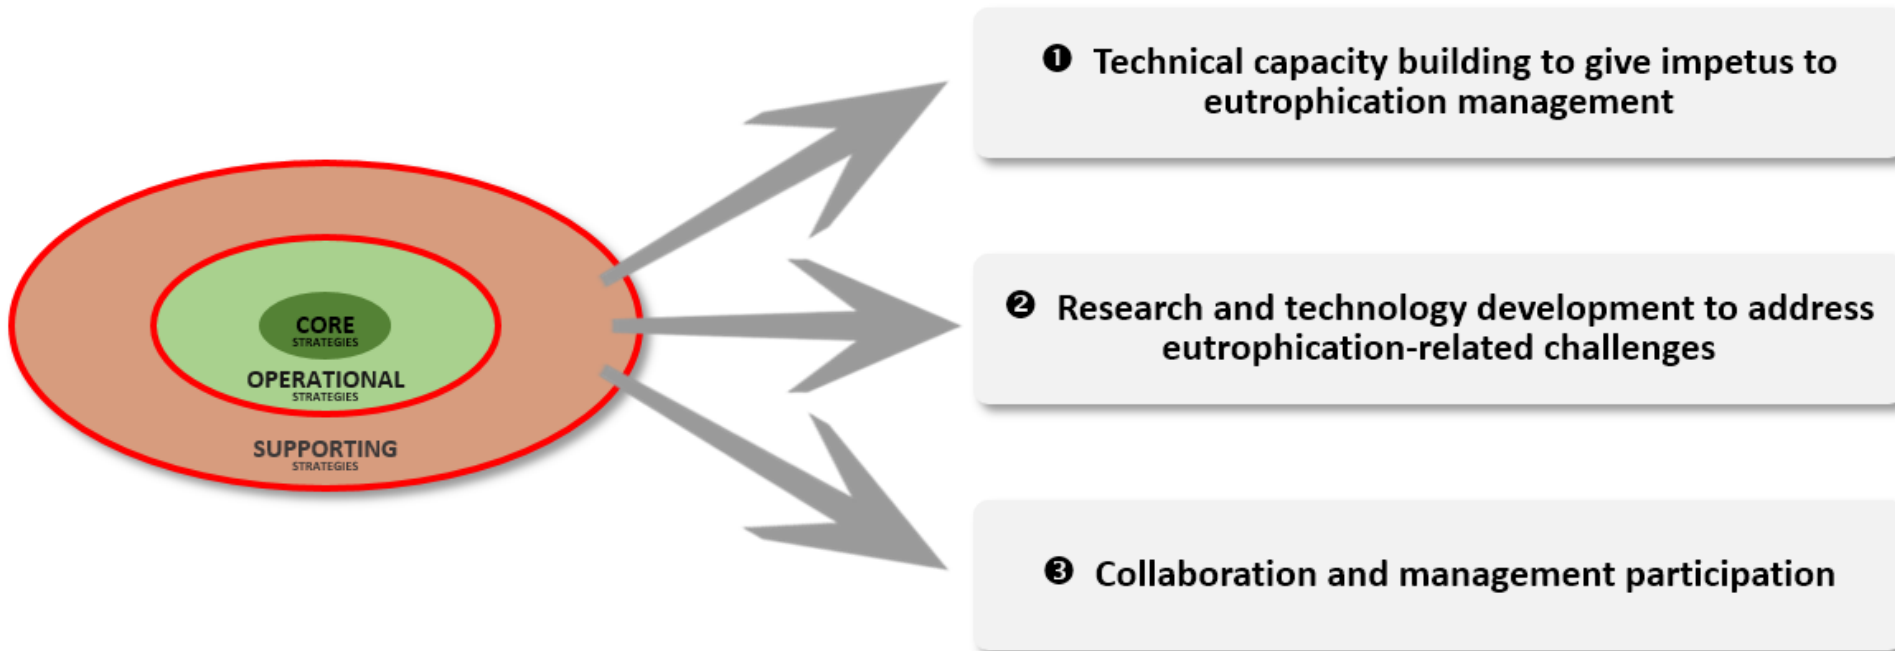 ❶ Technical capacity building to give impetus to
eutrophication management
❷ Research and technology development to address
eutrophication-related challenges
❸ Collaboration and management participation
CORE
STRATEGIES
OPERATIONAL
STRATEGIES
SUPPORTING
STRATEGIES